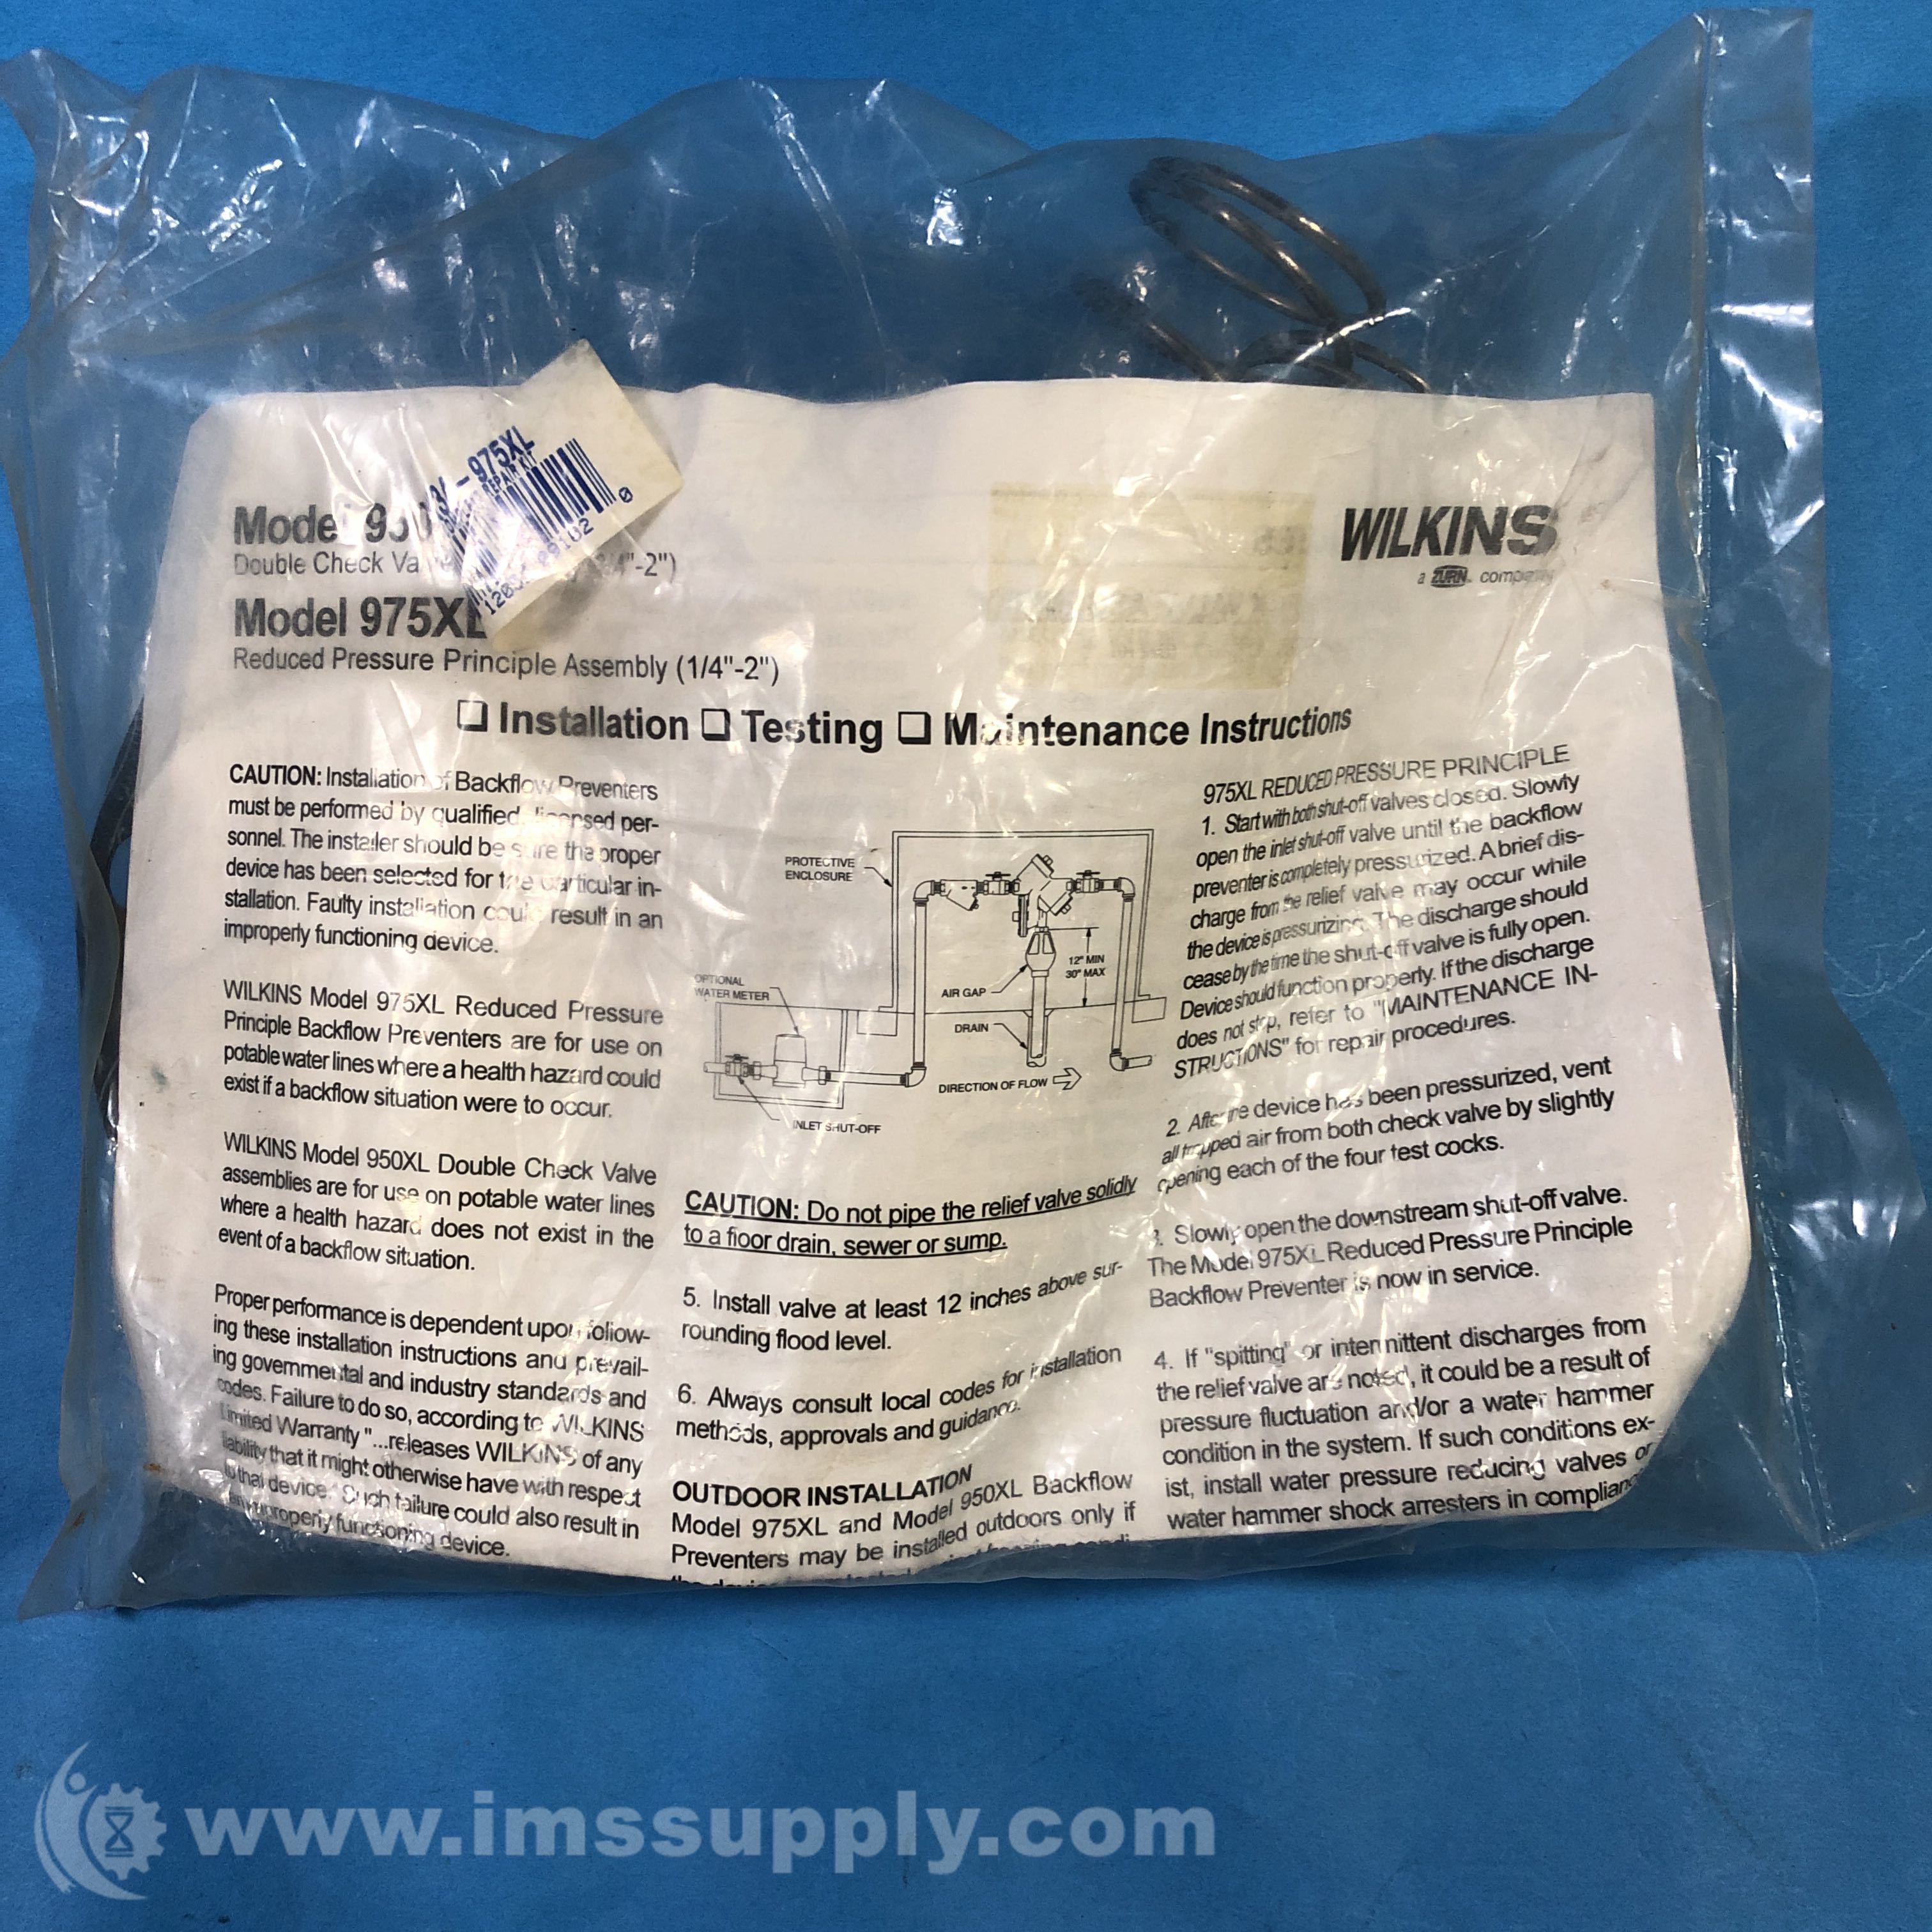 34-975XL
REPAIR KIT
0
Model 950
Double Check Va 3/4"-2")
Model 975XL
Reduced Pressure Principle Assembly (1/4"-2")
WILKINS
a ZURN company
❏ Installation ❏ Testing ❏ Maintenance Instructions
CAUTION: Installation of Backflow Preventers
must be performed by qualified, licensed per-
sonnel. The installer should be sure the proper
device has been selected for the particular in-
stallation. Faulty installation could result in an
improperly functioning device.
WILKINS Model 975XL Reduced Pressure
Principle Backflow Preventers are for use on
potable water lines where a health hazard could
exist if a backflow situation were to occur.
WILKINS Model 950XL Double Check Valve
assemblies are for use on potable water lines
where a health hazard does not exist in the
event of a backflow situation.
Proper performance is dependent upon follow-
ing these installation instructions and prevail-
ing governmental and industry standards and
codes. Failure to do so, according to WILKINS
Limited Warranty "...releases WILKINS of any
liability that it might otherwise have with respect
to that device." Such failure could also result in
an improperly functioning device.
PROTECTIVE
ENCLOSURE
12" MIN
30" MAX
OPTIONAL
WATER METER
AIR GAP
DRAIN
DIRECTION OF FLOW
INLET SHUT-OFF
CAUTION: Do not pipe the relief valve solidly
to a floor drain, sewer or sump.
5. Install valve at least 12 inches above sur-
rounding flood level.
6. Always consult local codes for installation
methods, approvals and guidance.
OUTDOOR INSTALLATION
Model 975XL and Model 950XL Backflow
Preventers may be installed outdoors only if
975XL REDUCED PRESSURE PRINCIPLE
1. Start with both shut-off valves closed. Slowly
open the inlet shut-off valve until the backflow
preventer is completely pressurized. A brief dis-
charge from the relief valve may occur while
the device is pressurizing. The discharge should
cease by the time the shut-off valve is fully open.
Device should function properly. If the discharge
does not stop, refer to "MAINTENANCE IN-
STRUCTIONS" for repair procedures.
2. After the device has been pressurized, vent
all trapped air from both check valve by slightly
opening each of the four test cocks.
3. Slowly open the downstream shut-off valve.
The Model 975XL Reduced Pressure Principle
Backflow Preventer is now in service.
4. If "spitting" or intermittent discharges from
the relief valve are noted, it could be a result of
pressure fluctuation and/or a water hammer
condition in the system. If such conditions ex-
ist, install water pressure reducing valves or
water hammer shock arresters in compliance
www.imssupply.com